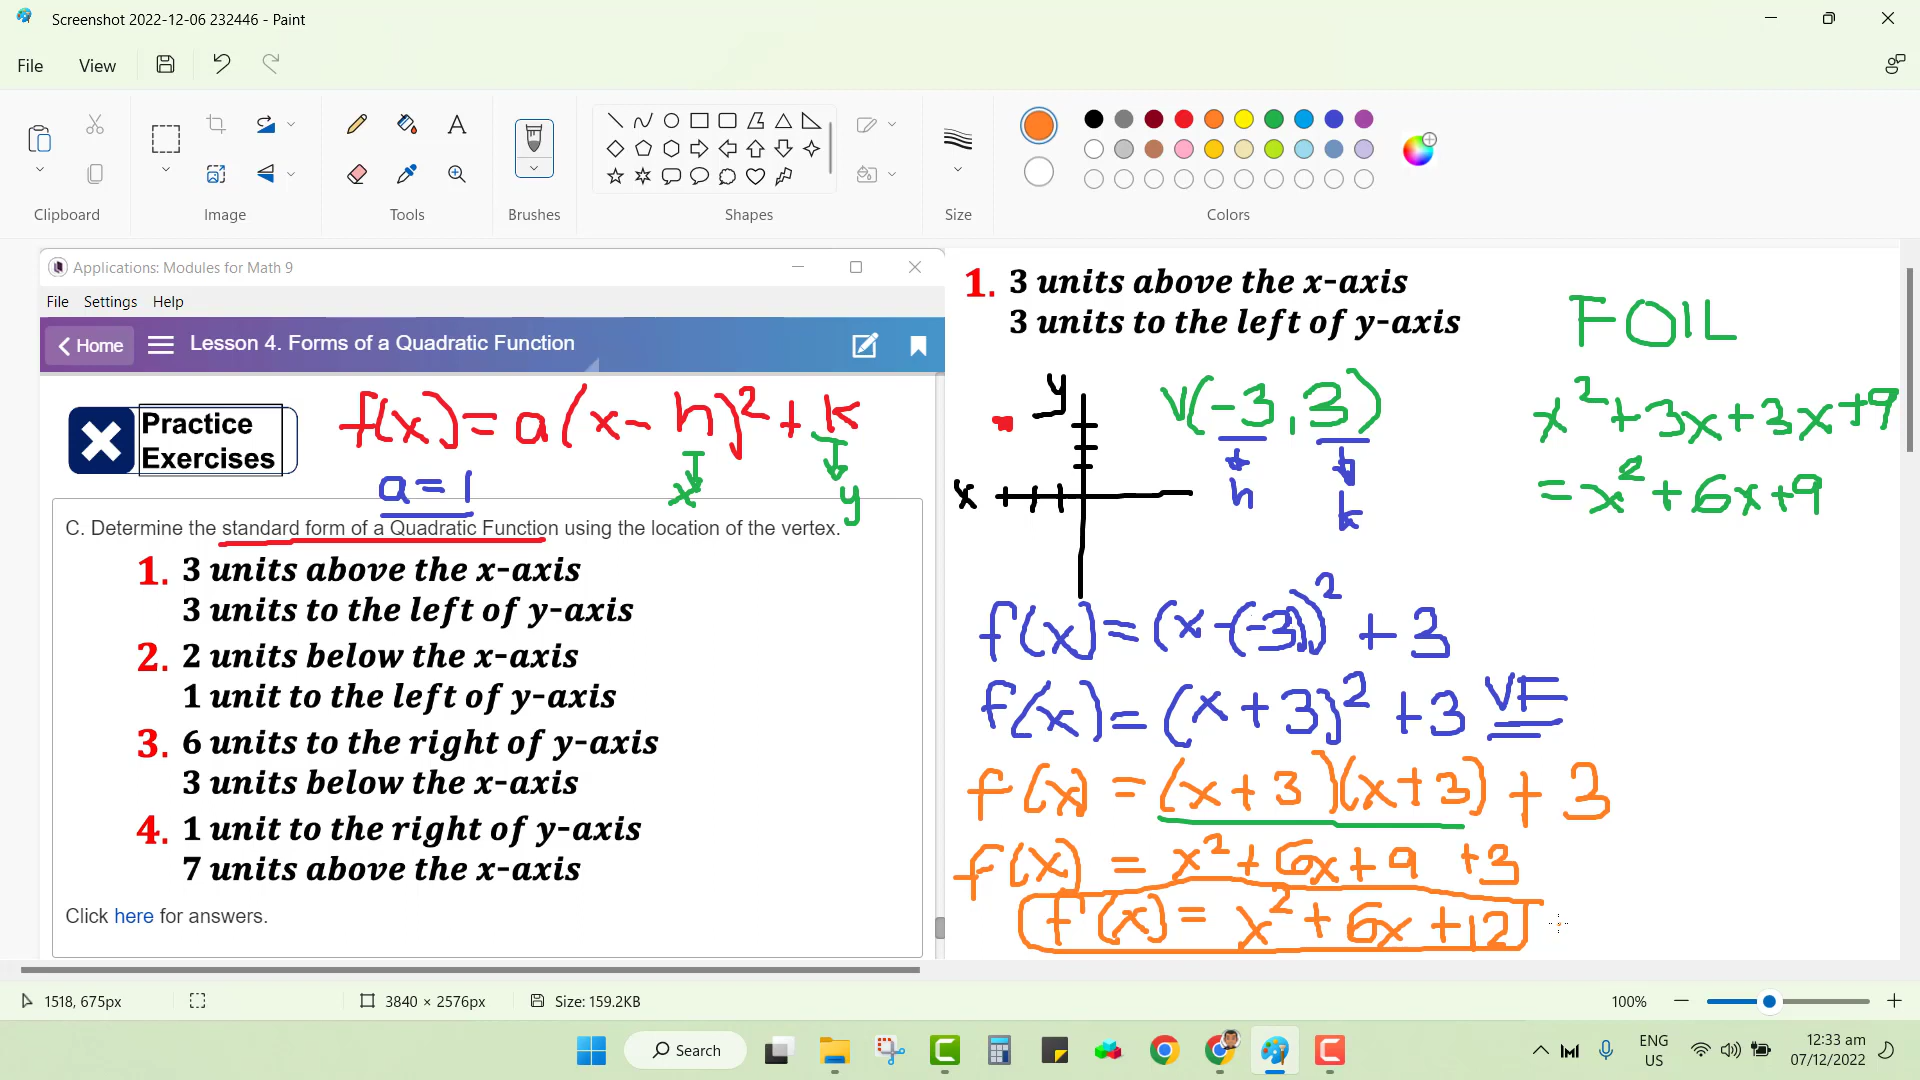 Screenshot 2022-12-06 232446 - Paint
File View
Clipboard Image Tools Brushes Shapes Size Colors
Applications: Modules for Math 9
File Settings Help
Home Lesson 4. Forms of a Quadratic Function
Practice
Exercises
f(x) = a(x - h)² + k
a = 1
x
y
C. Determine the standard form of a Quadratic Function using the location of the vertex.
1. 3 units above the x-axis
3 units to the left of y-axis
2. 2 units below the x-axis
1 unit to the left of y-axis
3. 6 units to the right of y-axis
3 units below the x-axis
4. 1 unit to the right of y-axis
7 units above the x-axis
Click here for answers.
1. 3 units above the x-axis
3 units to the left of y-axis
y
x
V(-3, 3)
h
k
FOIL
x² + 3x + 3x + 9
= x² + 6x + 9
f(x) = (x - (-3))² + 3
f(x) = (x + 3)² + 3 VF
f(x) = (x + 3)(x + 3) + 3
f(x) = x² + 6x + 9 + 3
f(x) = x² + 6x + 12
1518, 675px
3840 × 2576px
Size: 159.2KB
100%
Search
ENG
US
12:33 am
07/12/2022